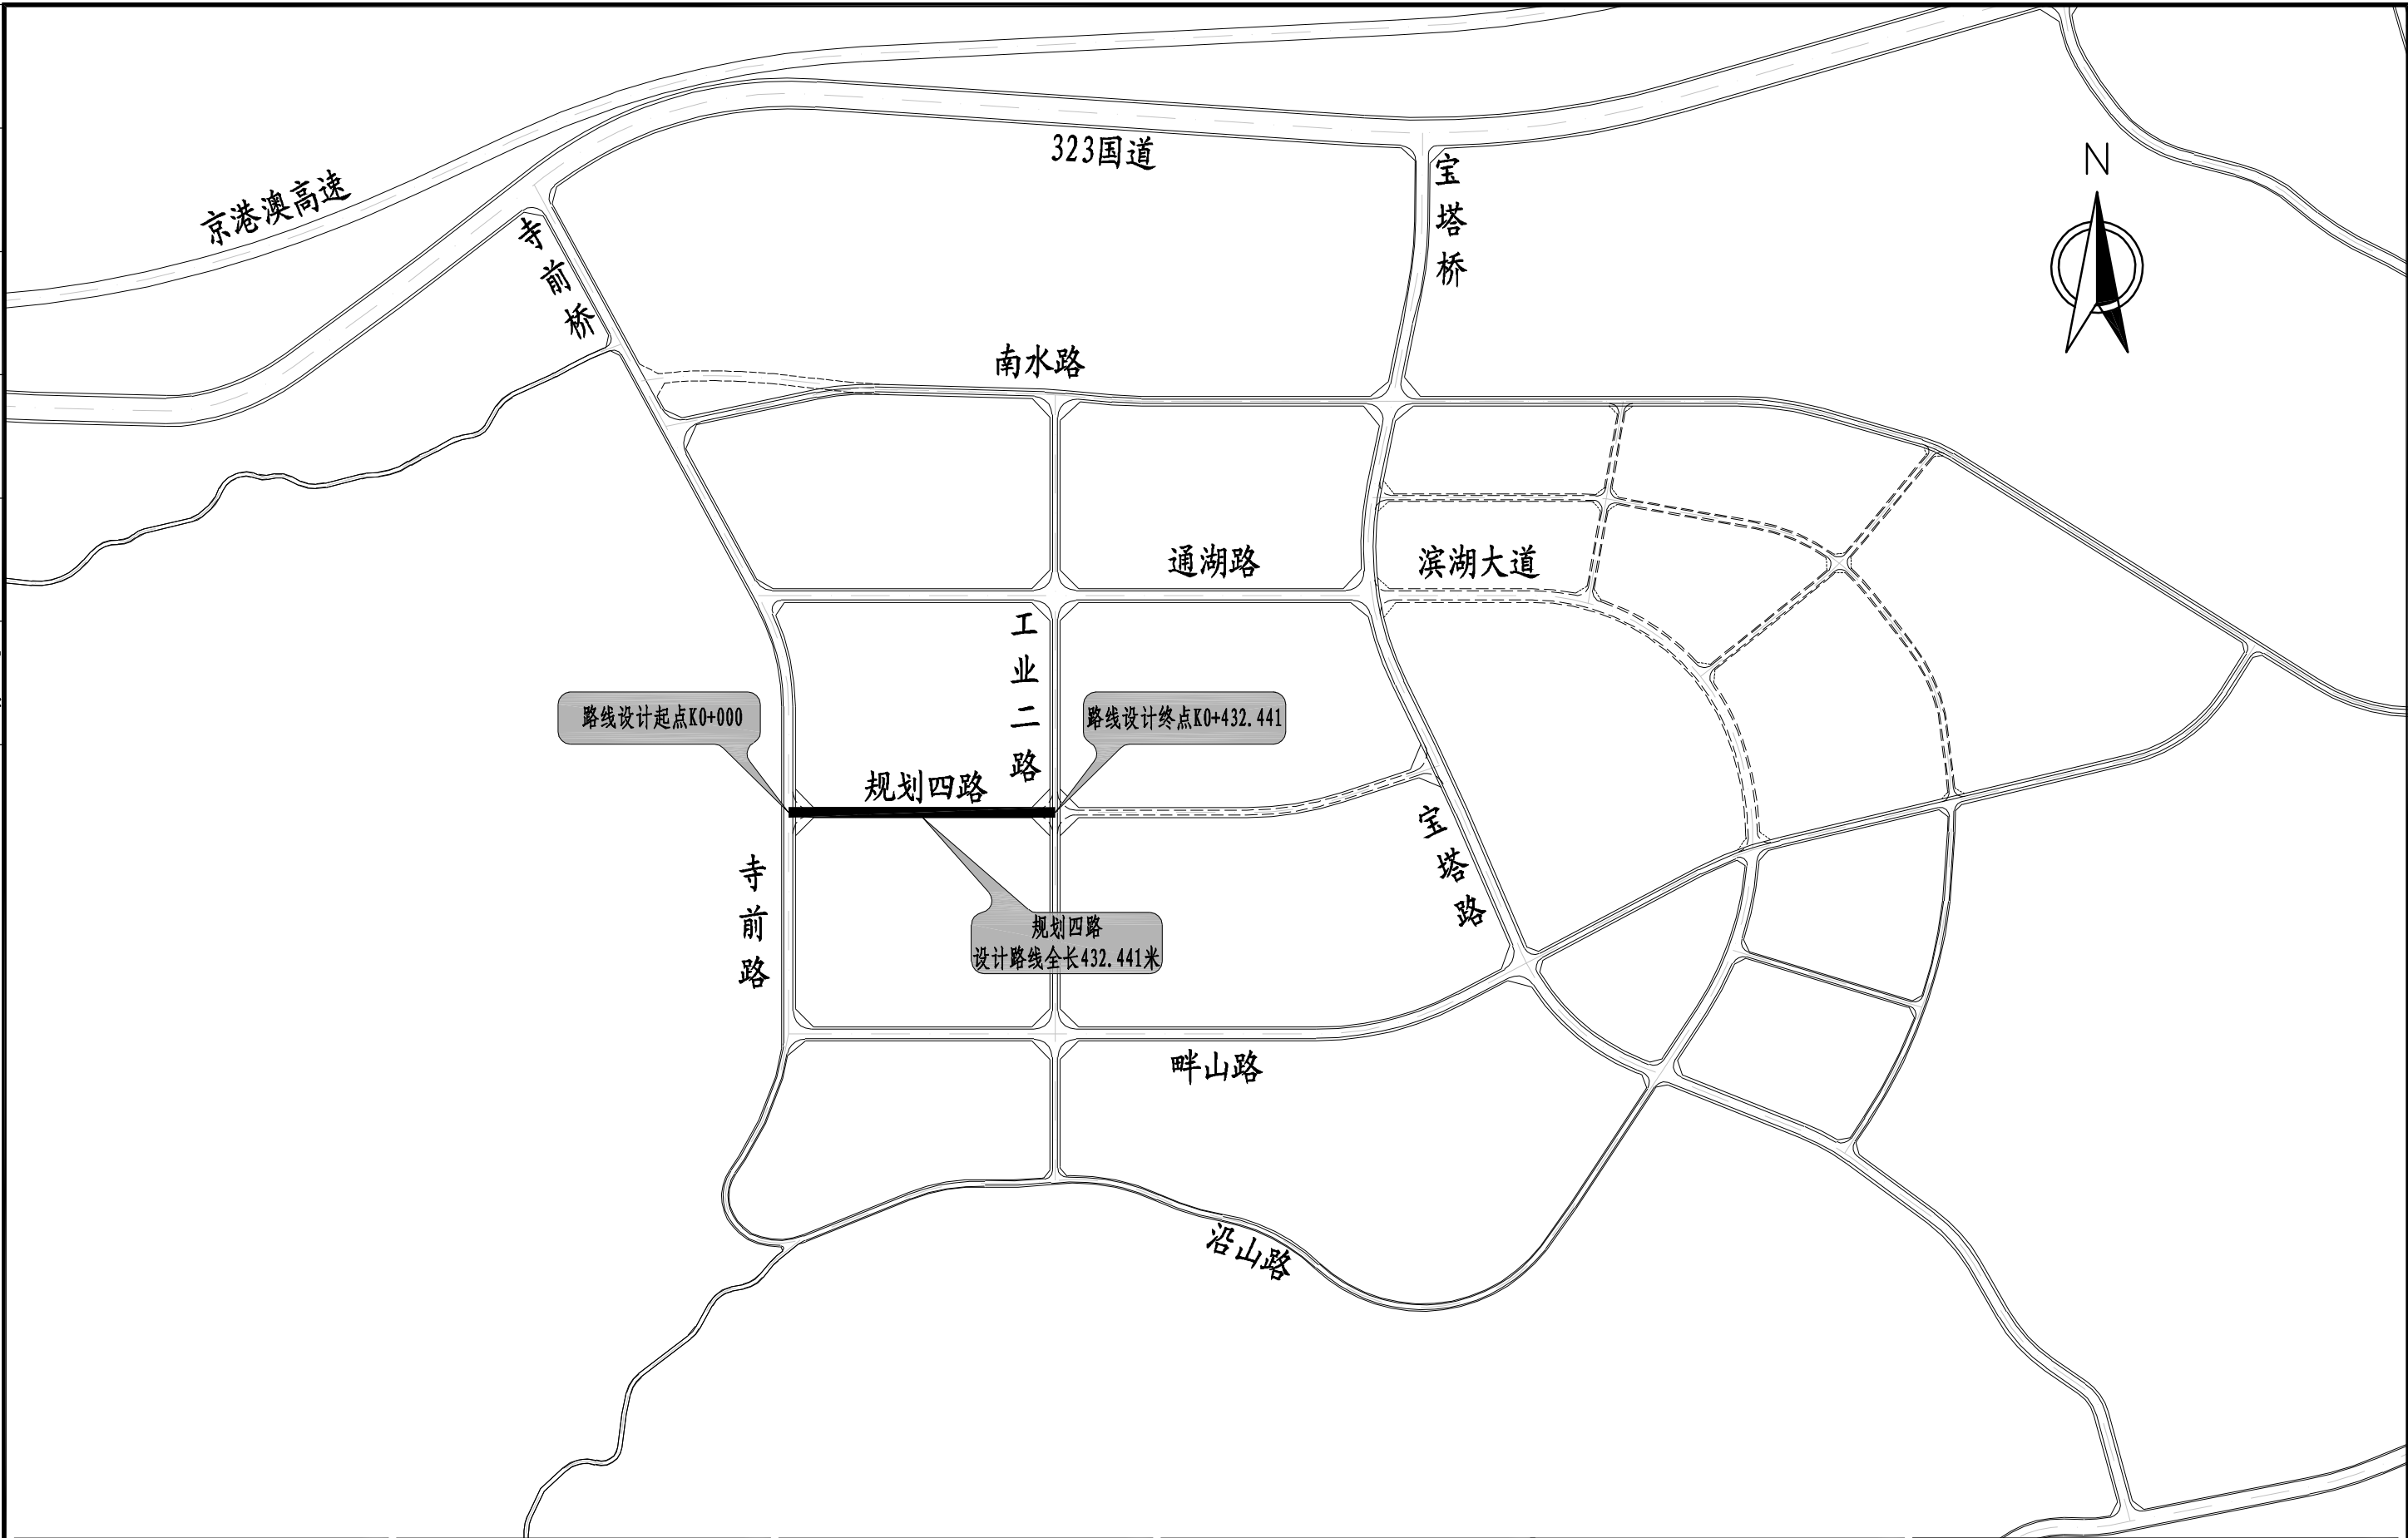 323国道
宝塔桥
N
京港澳高速
寺前桥
南水路
通湖路
滨湖大道
工业二路
路线设计起点K0+000
路线设计终点K0+432.441
规划四路
宝塔路
寺前路
规划四路
设计路线全长432.441米
畔山路
沿山路